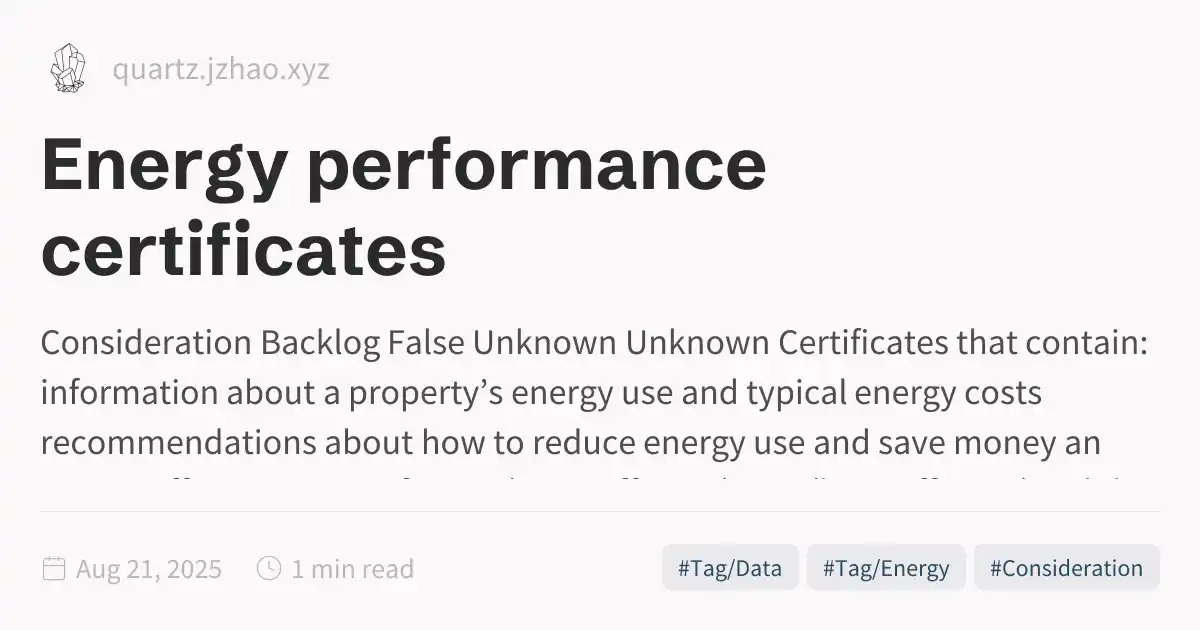 quartz.jzhao.xyz
Energy performance
certificates
Consideration Backlog False Unknown Unknown Certificates that contain:
information about a property’s energy use and typical energy costs
recommendations about how to reduce energy use and save money an
Aug 21, 2025
1 min read
#Tag/Data
#Tag/Energy
#Consideration